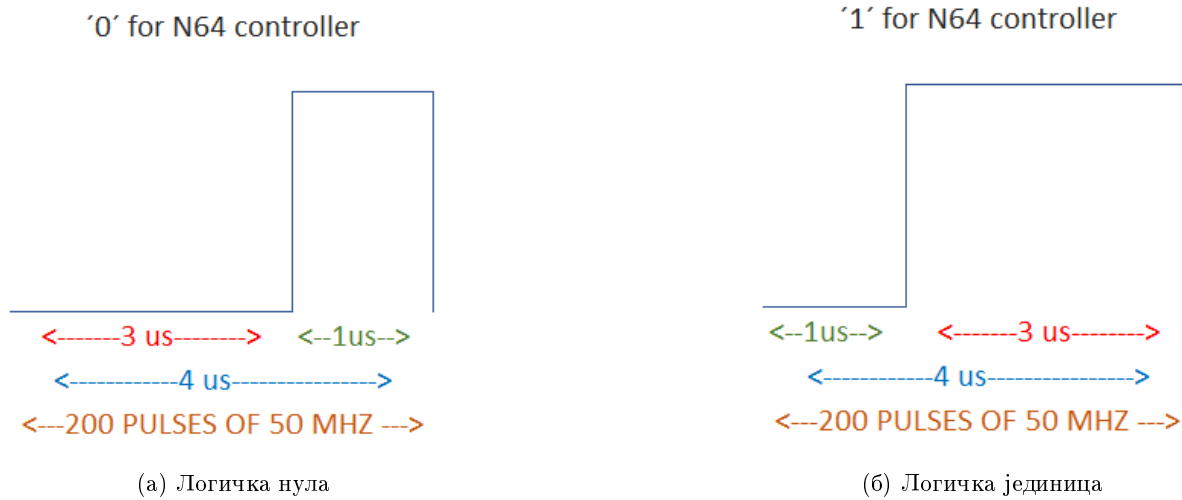 ´0´ for N64 controller
<-------3 us-------->
<--1us-->
<------------4 us---------------->
<---200 PULSES OF 50 MHZ --->
(а) Логичка нула
´1´ for N64 controller
<--1us-->
<-------3 us-------->
<------------4 us---------------->
<---200 PULSES OF 50 MHZ --->
(б) Логичка јединица